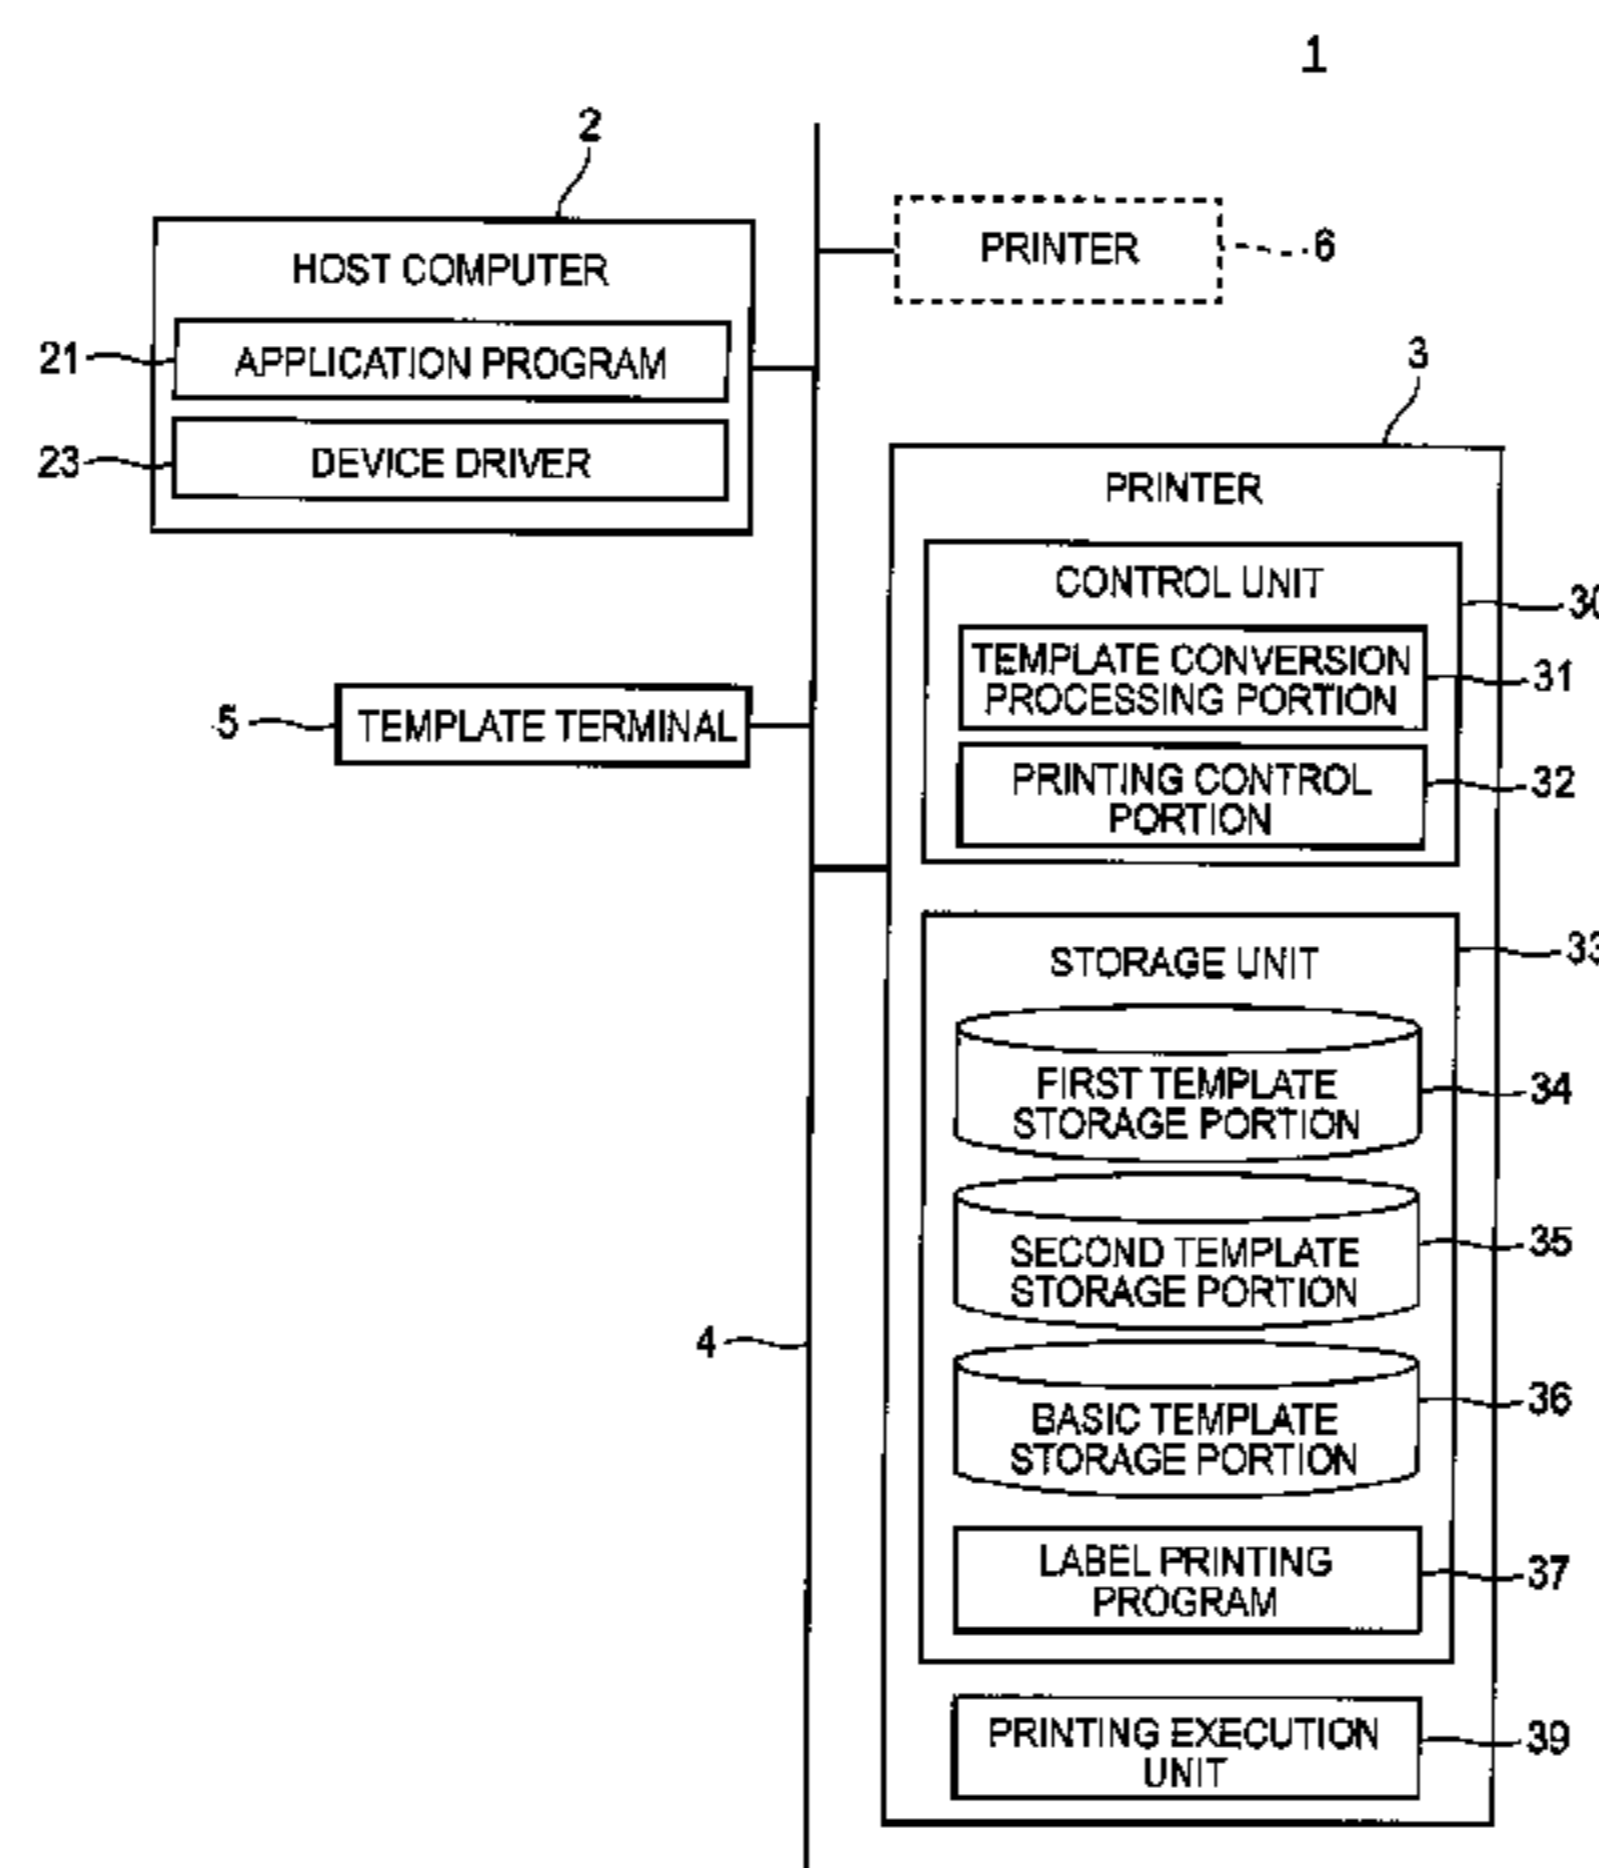 1
2
HOST COMPUTER
21
APPLICATION PROGRAM
23
DEVICE DRIVER
PRINTER
6
5
TEMPLATE TERMINAL
3
PRINTER
CONTROL UNIT
30
TEMPLATE CONVERSION
PROCESSING PORTION
31
PRINTING CONTROL
PORTION
32
STORAGE UNIT
33
FIRST TEMPLATE
STORAGE PORTION
34
SECOND TEMPLATE
STORAGE PORTION
35
4
BASIC TEMPLATE
STORAGE PORTION
36
LABEL PRINTING
PROGRAM
37
PRINTING EXECUTION
UNIT
39